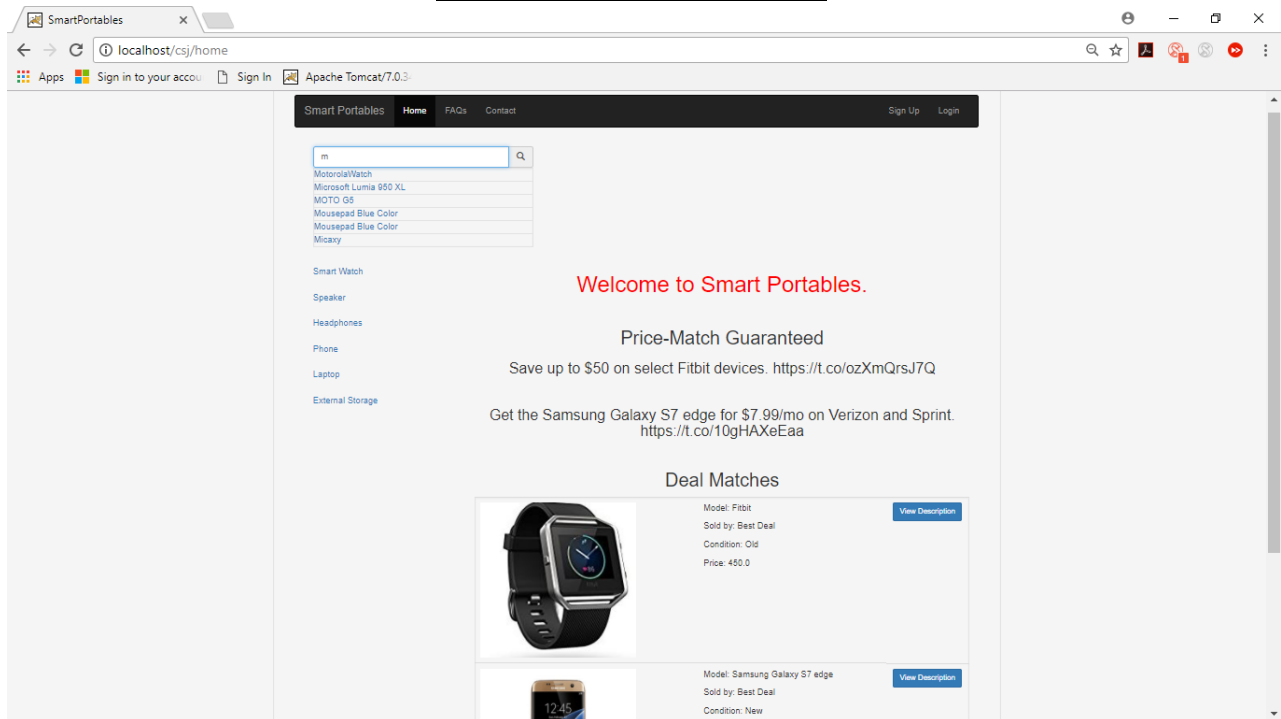 SmartPortables
localhost/csj/home
1
Apps Sign in to your accou Sign In Apache Tomcat/7.0.3
Smart Portables Home FAQs Contact Sign Up Login
m
MotorolaWatch
Microsoft Lumia 950 XL
MOTO G5
Mousepad Blue Color
Mousepad Blue Color
Micaxy
Smart Watch
Speaker
Headphones
Phone
Laptop
External Storage
Welcome to Smart Portables.
Price-Match Guaranteed
Save up to $50 on select Fitbit devices. https://t.co/ozXmQrsJ7Q
Get the Samsung Galaxy S7 edge for $7.99/mo on Verizon and Sprint.
https://t.co/10gHAXeEaa
Deal Matches
Model: Fitbit
Sold by: Best Deal
Condition: Old
Price: 450.0
View Description
Model: Samsung Galaxy S7 edge
Sold by: Best Deal
Condition: New
View Description
12:45